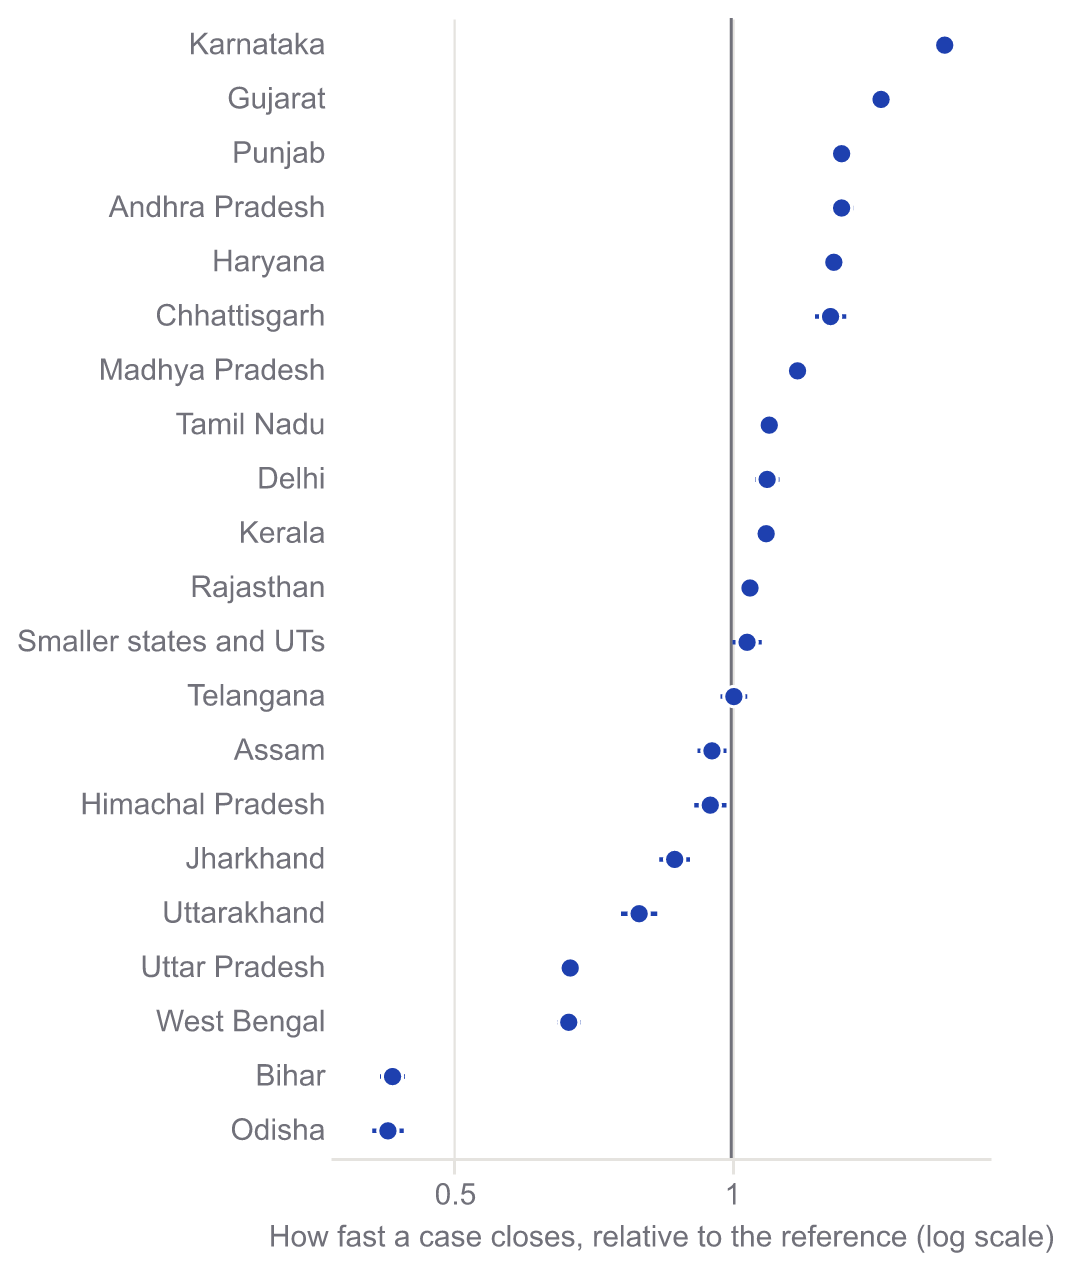 Karnataka
Gujarat
Punjab
Andhra Pradesh
Haryana
Chhattisgarh
Madhya Pradesh
Tamil Nadu
Delhi
Kerala
Rajasthan
Smaller states and UTs
Telangana
Assam
Himachal Pradesh
Jharkhand
Uttarakhand
Uttar Pradesh
West Bengal
Bihar
Odisha
0.5 1
How fast a case closes, relative to the reference (log scale)